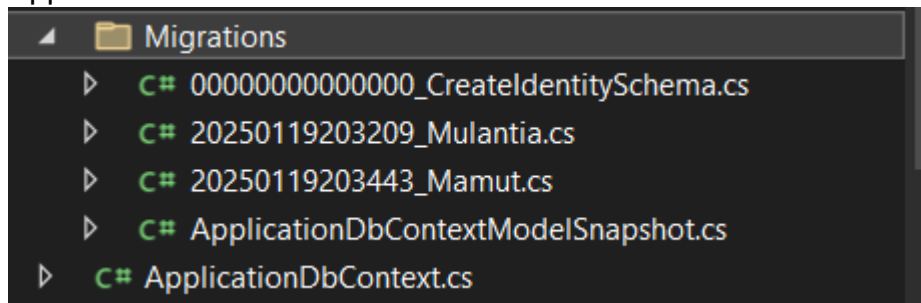 Migrations
C# 00000000000000_CreateIdentitySchema.cs
C# 20250119203209_Mulantia.cs
C# 20250119203443_Mamut.cs
C# ApplicationDbContextModelSnapshot.cs
C# ApplicationDbContext.cs